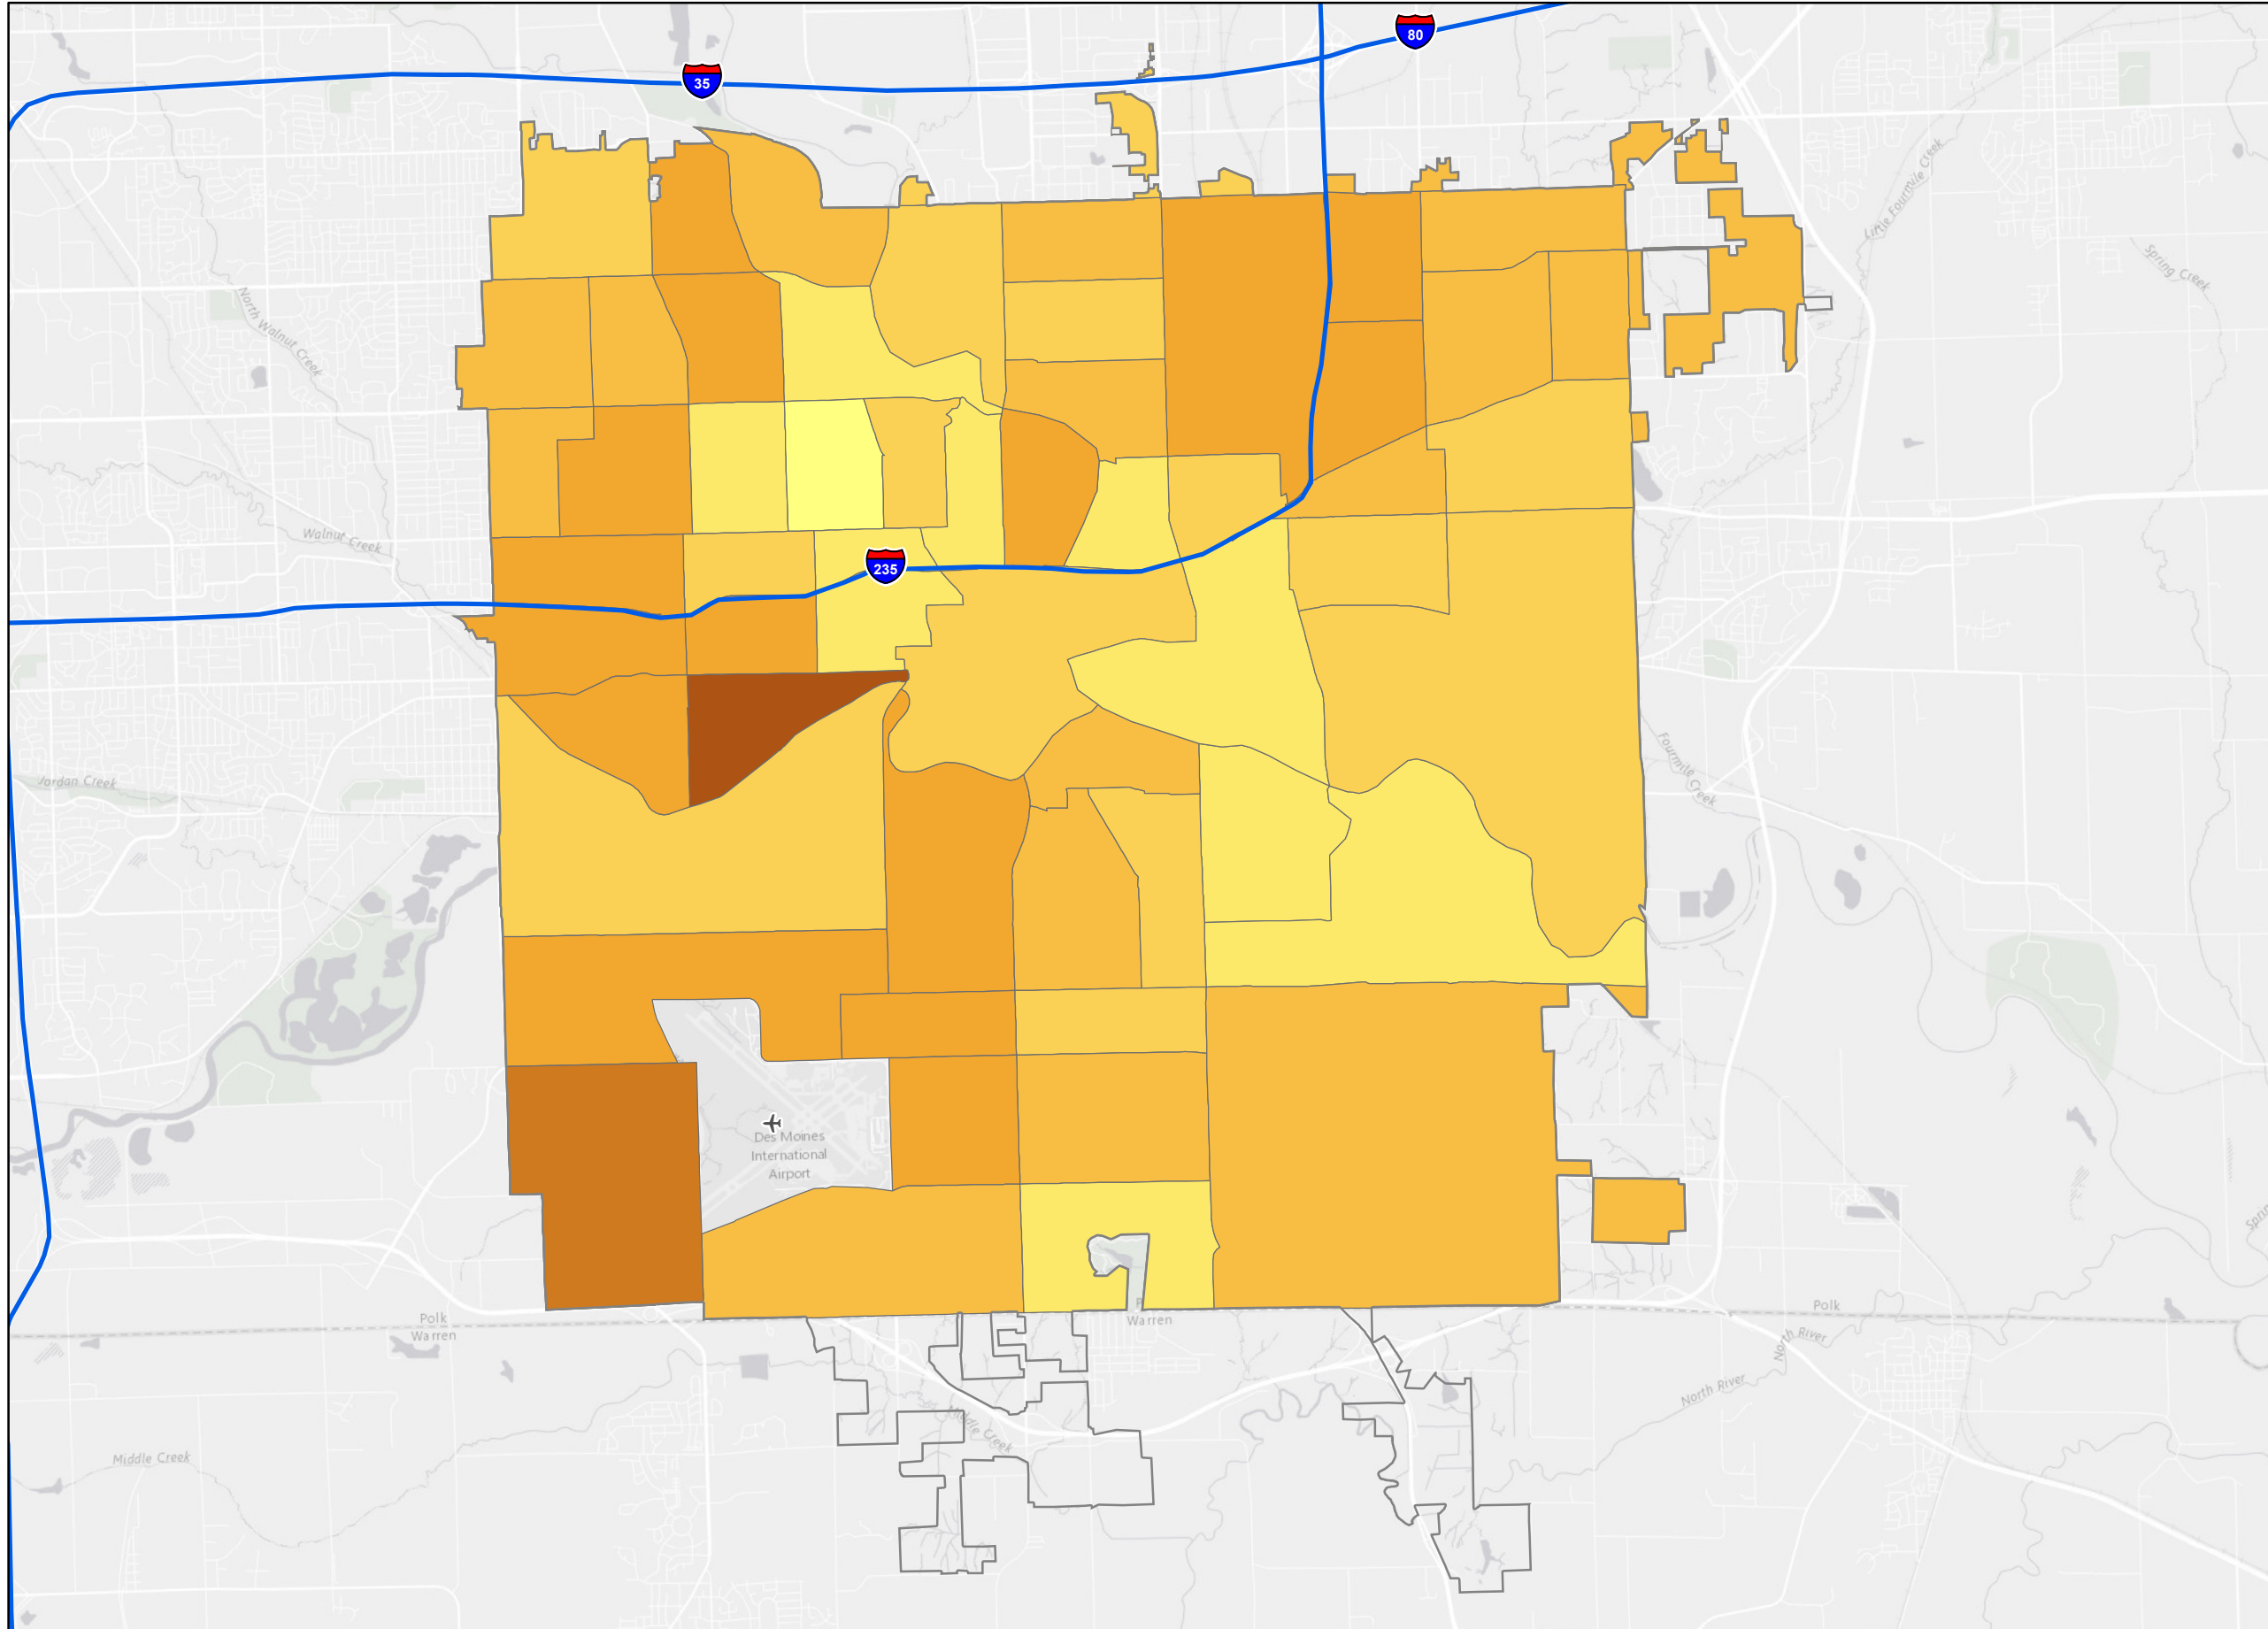 80
35
Little Fourmile Creek
Spring Creek
North Walnut Creek
Walnut Creek
235
Fourmile Creek
Jordan Creek
Des Moines
International
Airport
Polk
Warren
Warren
Polk
North River
North River
Middle Creek
Middle Creek